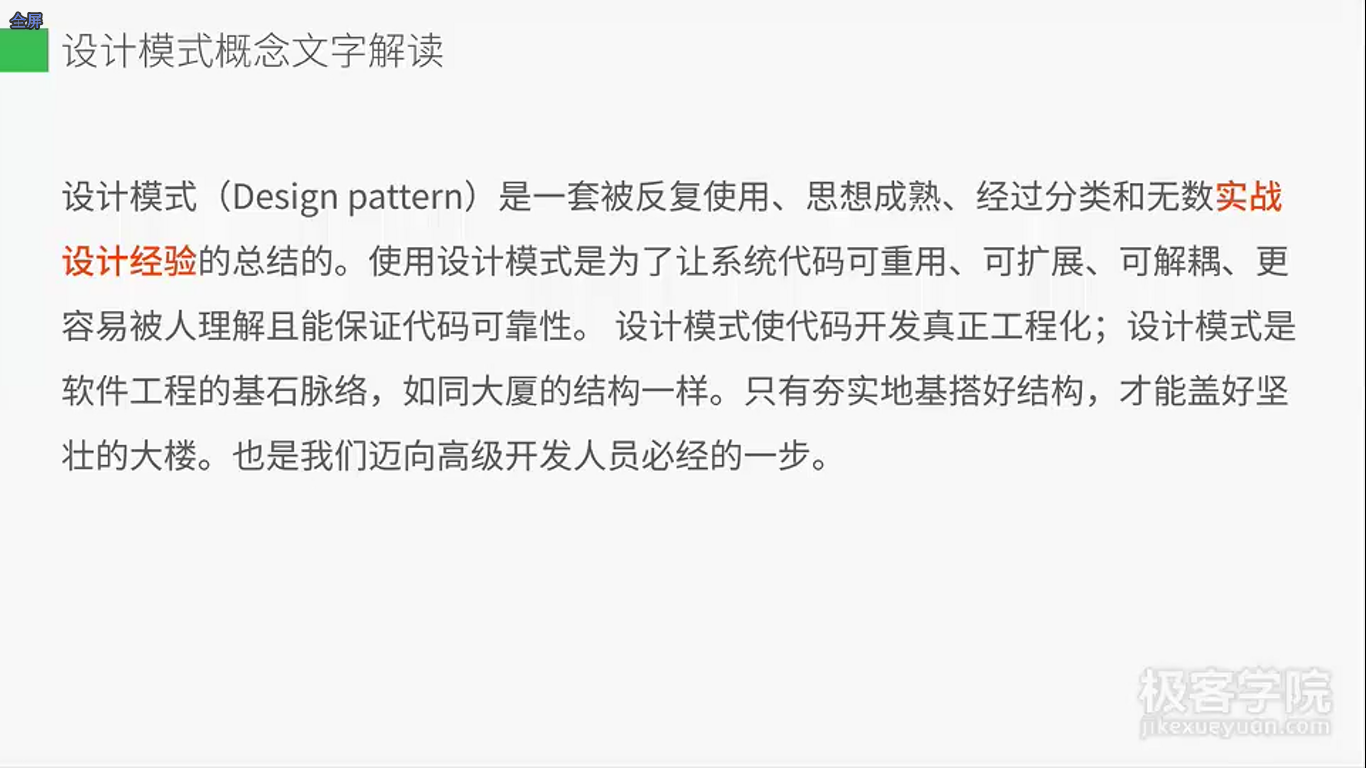 全屏
设计模式概念文字解读
设计模式（Design pattern）是一套被反复使用、思想成熟、经过分类和无数实战
设计经验的总结的。使用设计模式是为了让系统代码可重用、可扩展、可解耦、更
容易被人理解且能保证代码可靠性。 设计模式使代码开发真正工程化；设计模式是
软件工程的基石脉络，如同大厦的结构一样。只有夯实地基搭好结构，才能盖好坚
壮的大楼。也是我们迈向高级开发人员必经的一步。
极客学院
jikexueyuan.com